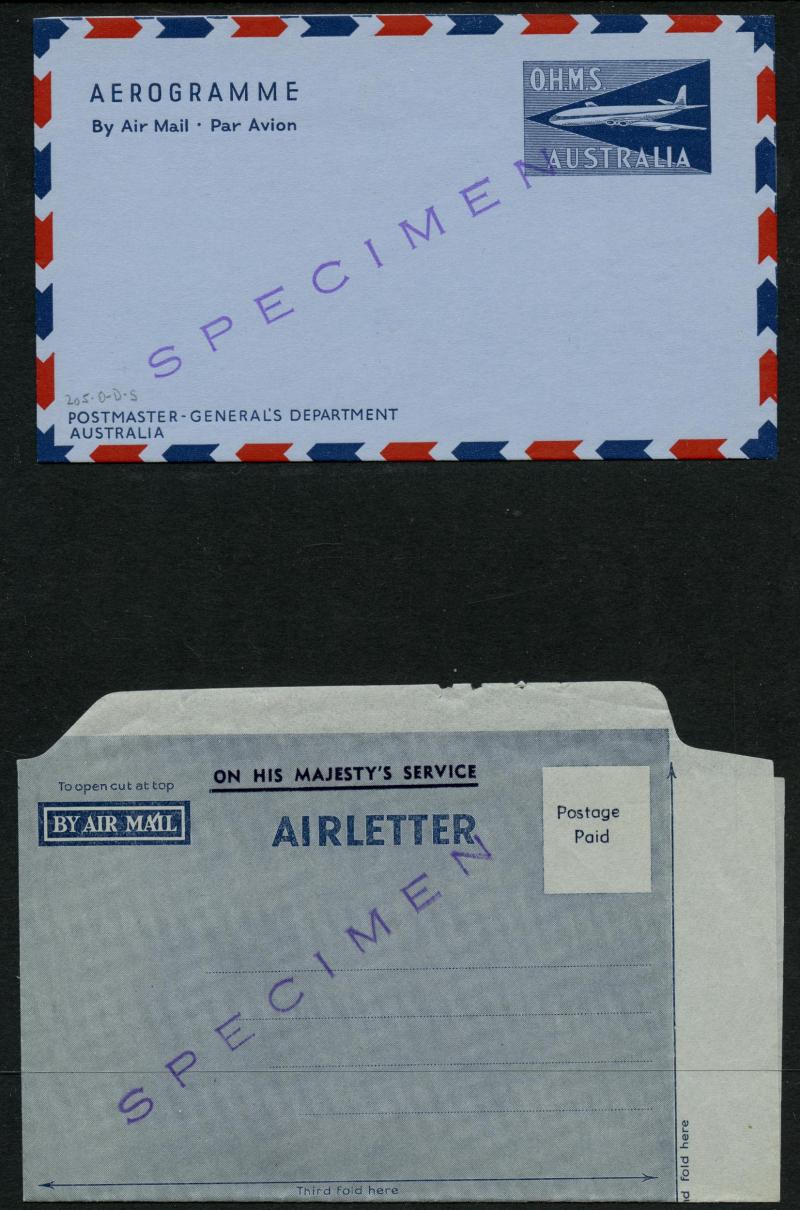 AEROGRAMME
By Air Mail · Par Avion
O.H.M.S.
AUSTRALIA
SPECIMEN
205·O-D-S
POSTMASTER-GENERAL'S DEPARTMENT
AUSTRALIA
To open cut at top
BY AIR MAIL
ON HIS MAJESTY'S SERVICE
AIRLETTER
Postage
Paid
SPECIMEN
Third fold here
d fold here